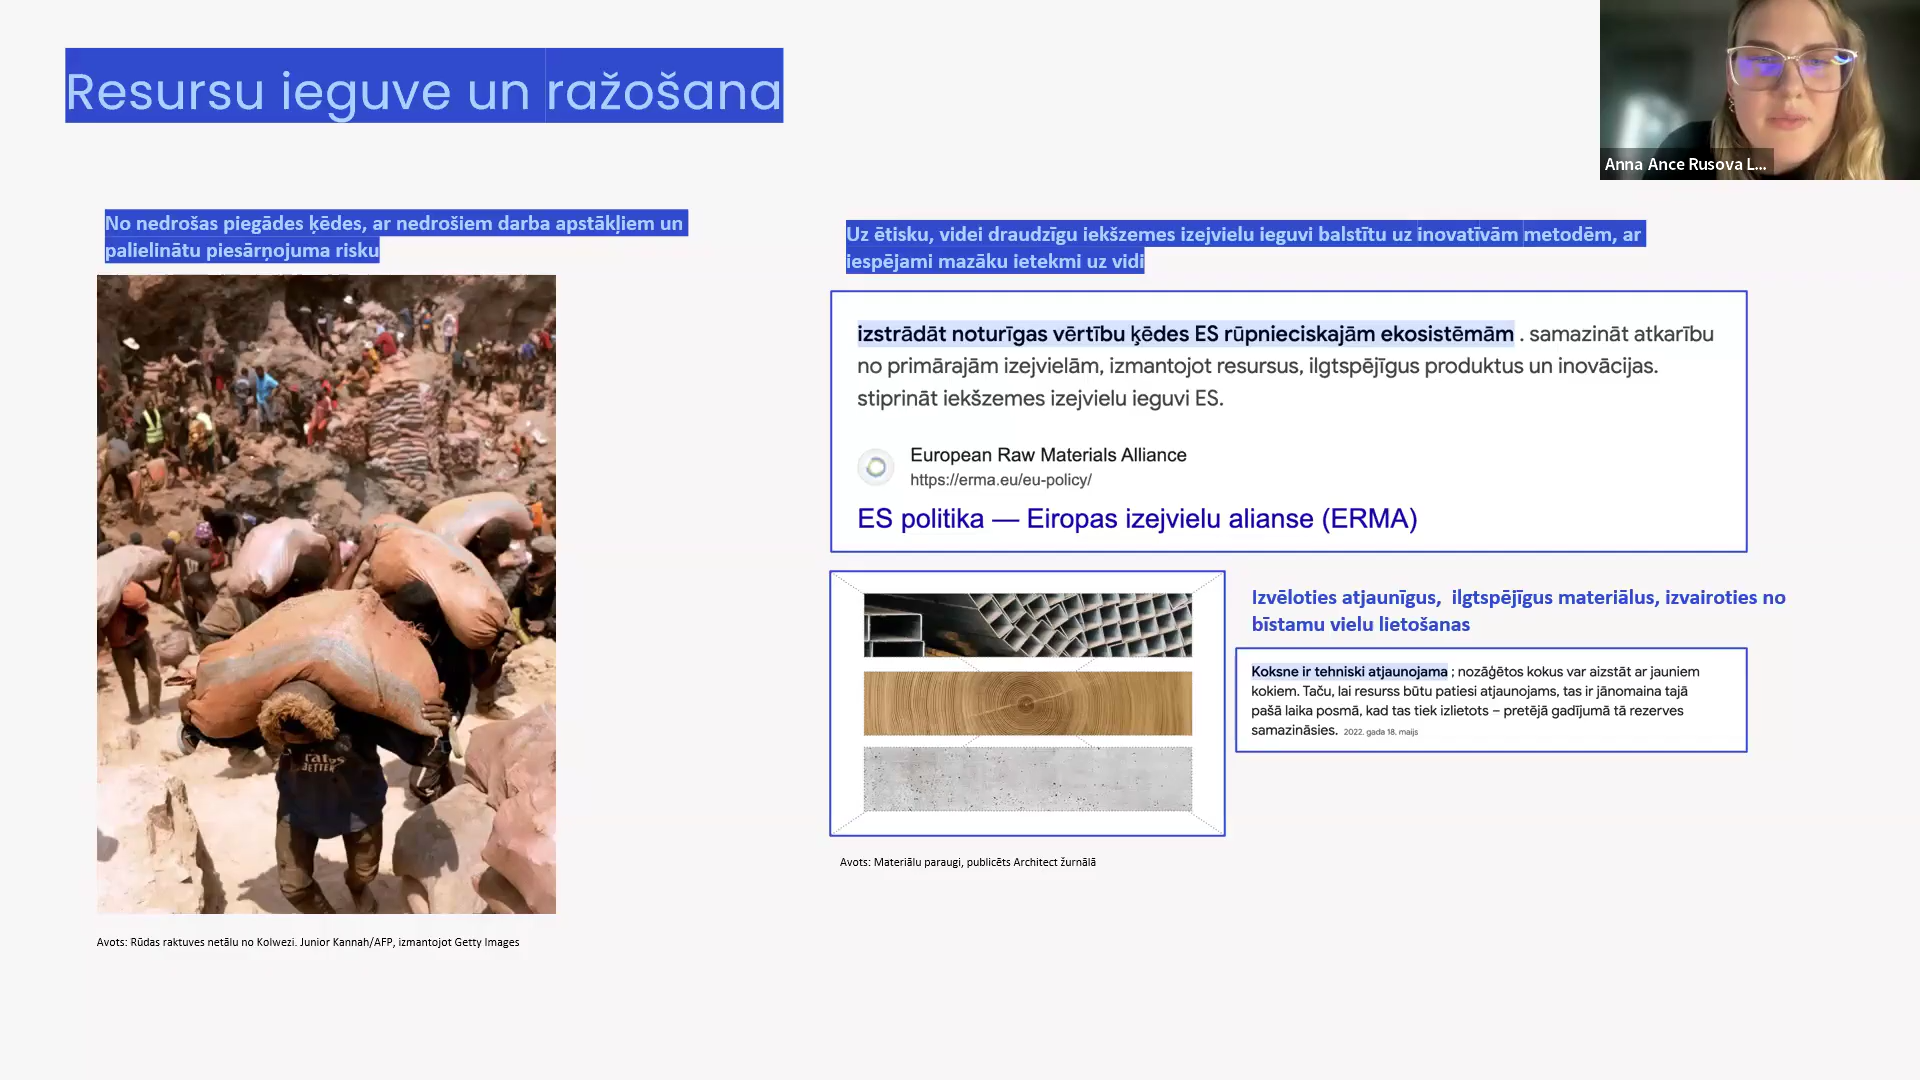 Resursu ieguve un ražošana
Anna Ance Rusova L...
No nedrošas piegādes ķēdes, ar nedrošiem darba apstākļiem un
palielinātu piesārņojuma risku
ratos
BETTER
Avots: Rūdas raktuves netālu no Kolwezi. Junior Kannah/AFP, izmantojot Getty Images
Uz ētisku, videi draudzīgu iekšzemes izejvielu ieguvi balstītu uz inovatīvām metodēm, ar
iespējami mazāku ietekmi uz vidi
izstrādāt noturīgas vērtību ķēdes ES rūpnieciskajām ekosistēmām . samazināt atkarību
no primārajām izejvielām, izmantojot resursus, ilgtspējīgus produktus un inovācijas.
stiprināt iekšzemes izejvielu ieguvi ES.
European Raw Materials Alliance
https://erma.eu/eu-policy/
ES politika — Eiropas izejvielu alianse (ERMA)
Avots: Materiālu paraugi, publicēts Architect žurnālā
Izvēloties atjaunīgus, ilgtspējīgus materiālus, izvairoties no
bīstamu vielu lietošanas
Koksne ir tehniski atjaunojama ; nozāģētos kokus var aizstāt ar jauniem
kokiem. Taču, lai resurss būtu patiesi atjaunojams, tas ir jānomaina tajā
pašā laika posmā, kad tas tiek izlietots – pretējā gadījumā tā rezerves
samazināsies. 2022. gada 18. maijs